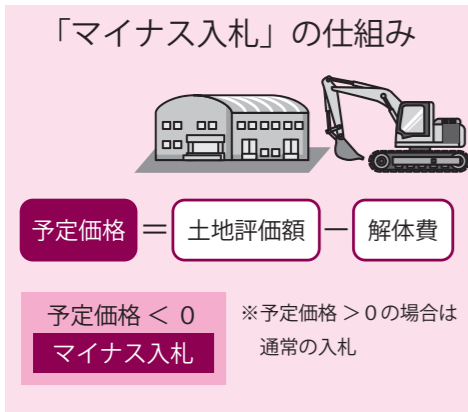 「マイナス入札」の仕組み
予定価格 = 土地評価額 − 解体費
予定価格 < 0
マイナス入札
※予定価格 > 0の場合は
通常の入札